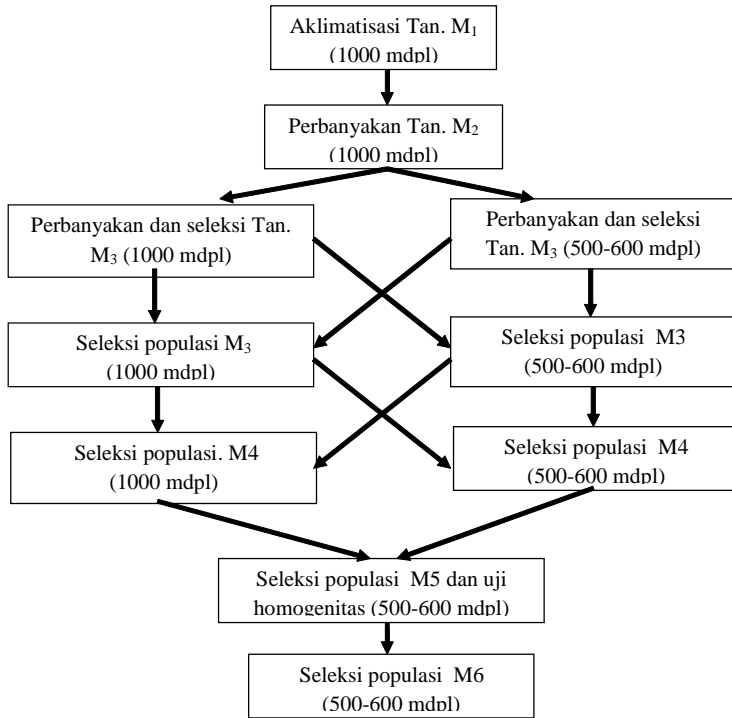 Aklimatisasi Tan. M₁
(1000 mdpl)
Perbanyakan Tan. M₂
(1000 mdpl)
Perbanyakan dan seleksi Tan.
M₃ (1000 mdpl)
Perbanyakan dan seleksi
Tan. M₃ (500-600 mdpl)
Seleksi populasi M₃
(1000 mdpl)
Seleksi populasi M3
(500-600 mdpl)
Seleksi populasi. M4
(1000 mdpl)
Seleksi populasi M4
(500-600 mdpl)
Seleksi populasi M5 dan uji
homogenitas (500-600 mdpl)
Seleksi populasi M6
(500-600 mdpl)